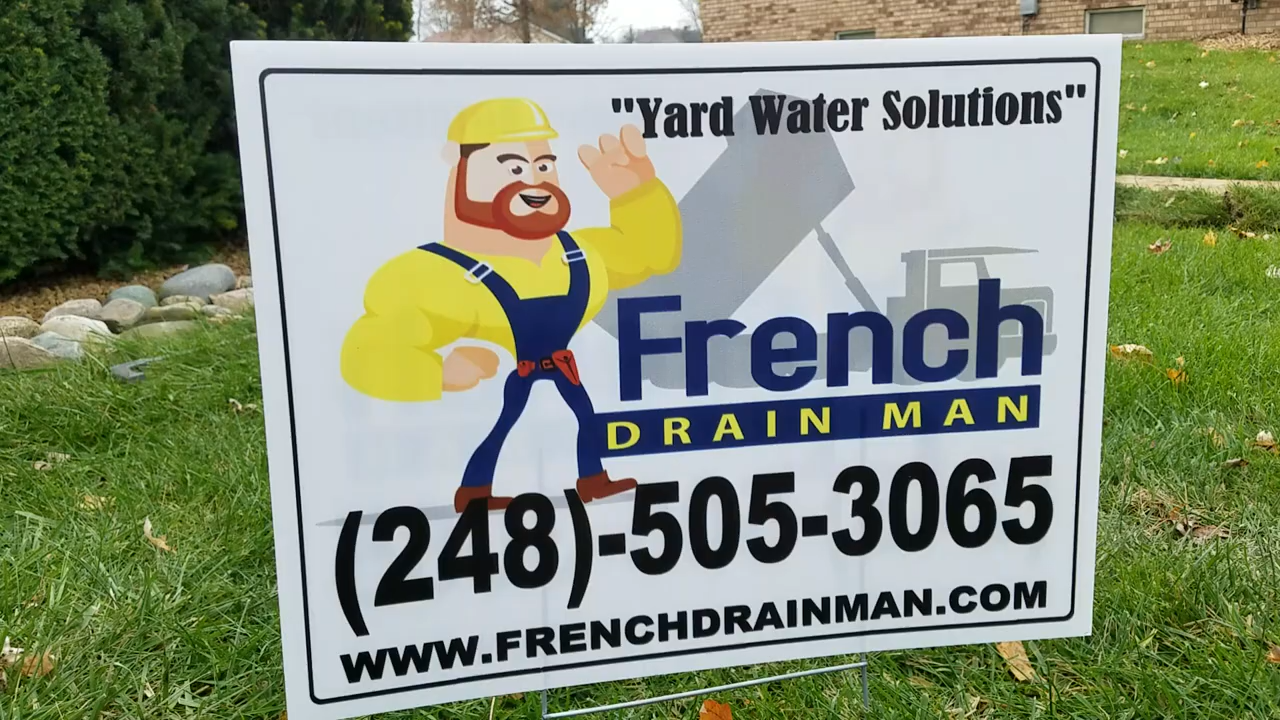 "Yard Water Solutions"
French
DRAIN MAN
(248)-505-3065
WWW.FRENCHDRAINMAN.COM